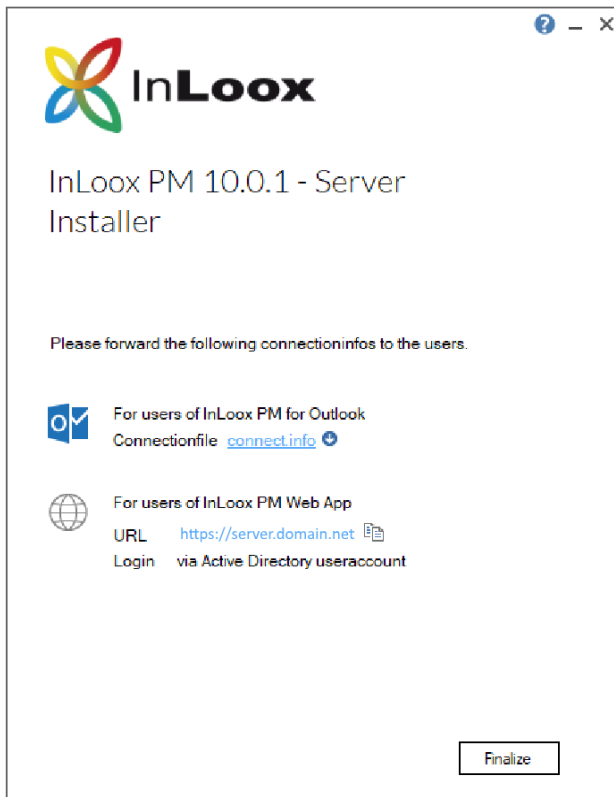 ?
InLoox
InLoox PM 10.0.1 - Server
Installer
Please forward the following connectioninfos to the users.
For users of InLoox PM for Outlook
Connectionfile connect.info
For users of InLoox PM Web App
URL https://server.domain.net
Login via Active Directory useraccount
Finalize